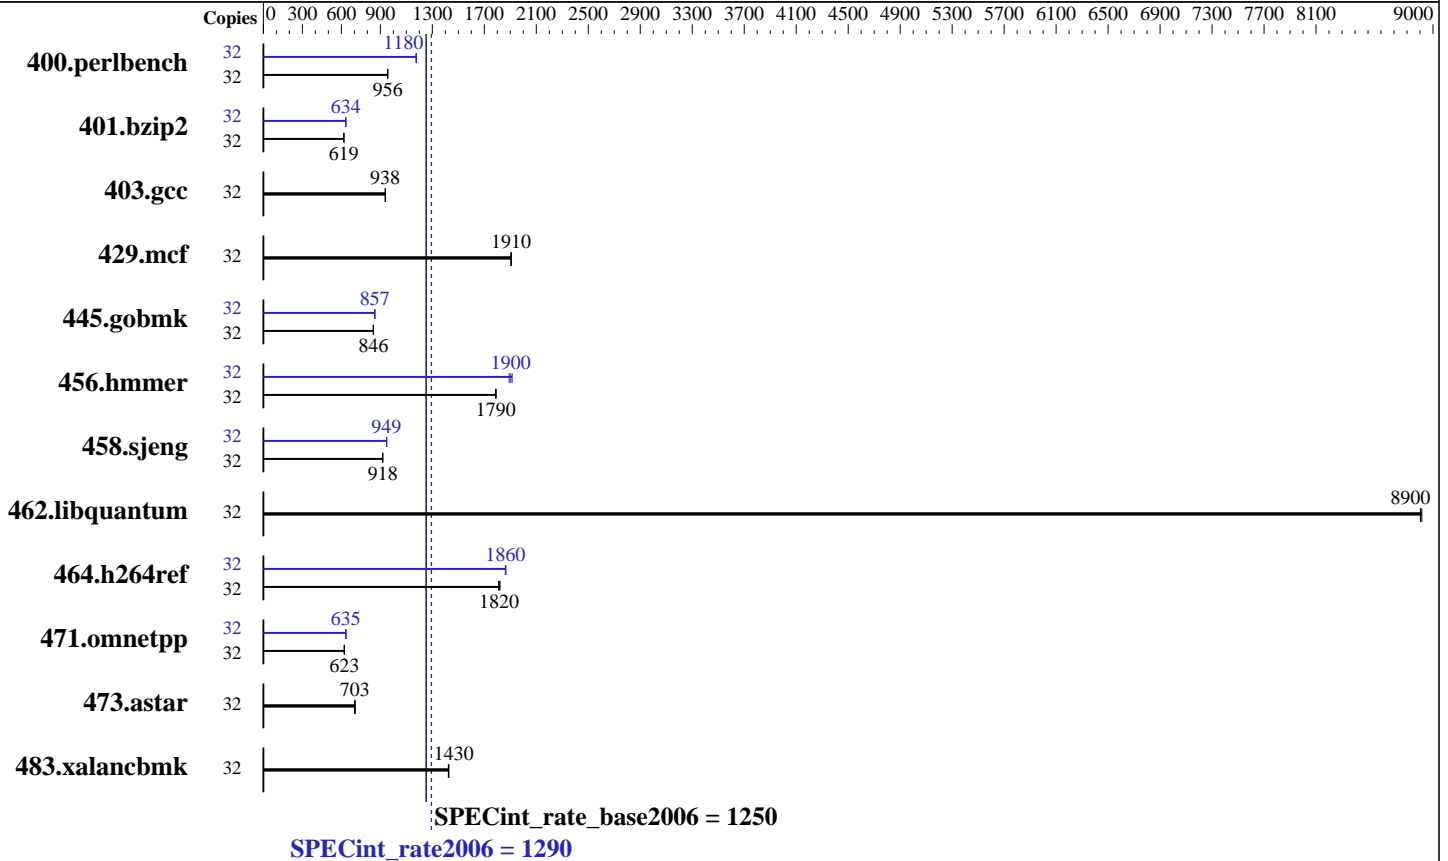 Copies 0 300 600 900 1300 1700 2100 2500 2900 3300 3700 4100 4500 4900 5300 5700 6100 6500 6900 7300 7700 8100 9000
400.perlbench 32 1180
32 956
401.bzip2 32 634
32 619
403.gcc 32 938
429.mcf 32 1910
445.gobmk 32 857
32 846
456.hmmer 32 1900
32 1790
458.sjeng 32 949
32 918
462.libquantum 32 8900
464.h264ref 32 1860
32 1820
471.omnetpp 32 635
32 623
473.astar 32 703
483.xalancbmk 32 1430
SPECint_rate_base2006 = 1250
SPECint_rate2006 = 1290